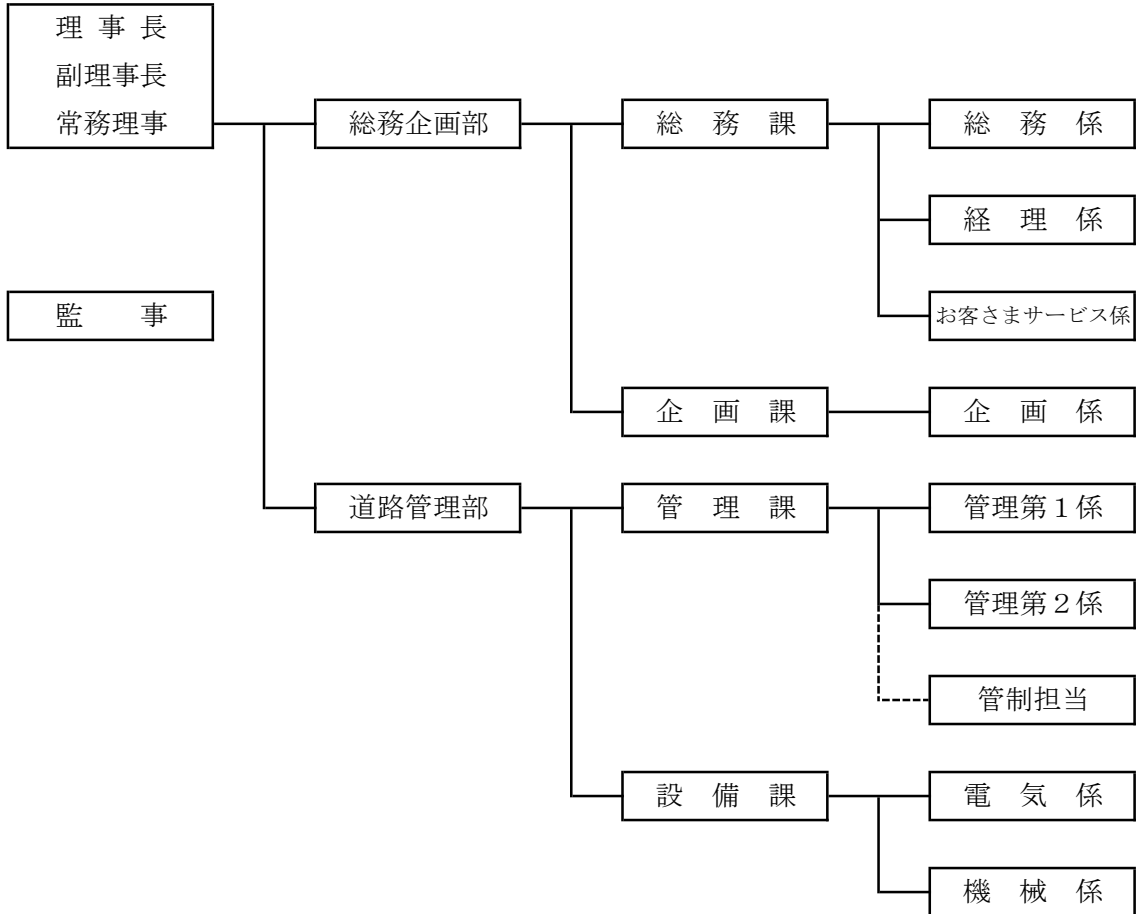 理事長
副理事長
常務理事
総務企画部
総務課
総務係
経理係
監事
お客さまサービス係
企画課
企画係
道路管理部
管理課
管理第１係
管理第２係
管制担当
設備課
電気係
機械係